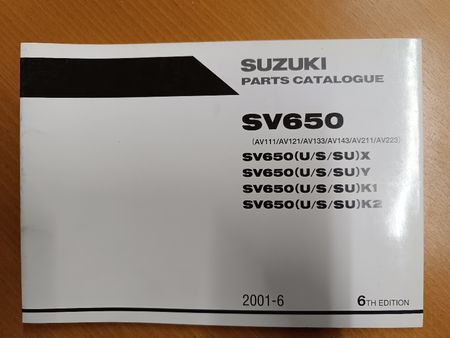 SUZUKI
PARTS CATALOGUE
SV650
(AV111/AV121/AV133/AV143/AV211/AV223)
SV650(U/S/SU)X
SV650(U/S/SU)Y
SV650(U/S/SU)K1
SV650(U/S/SU)K2
2001-6 6TH EDITION